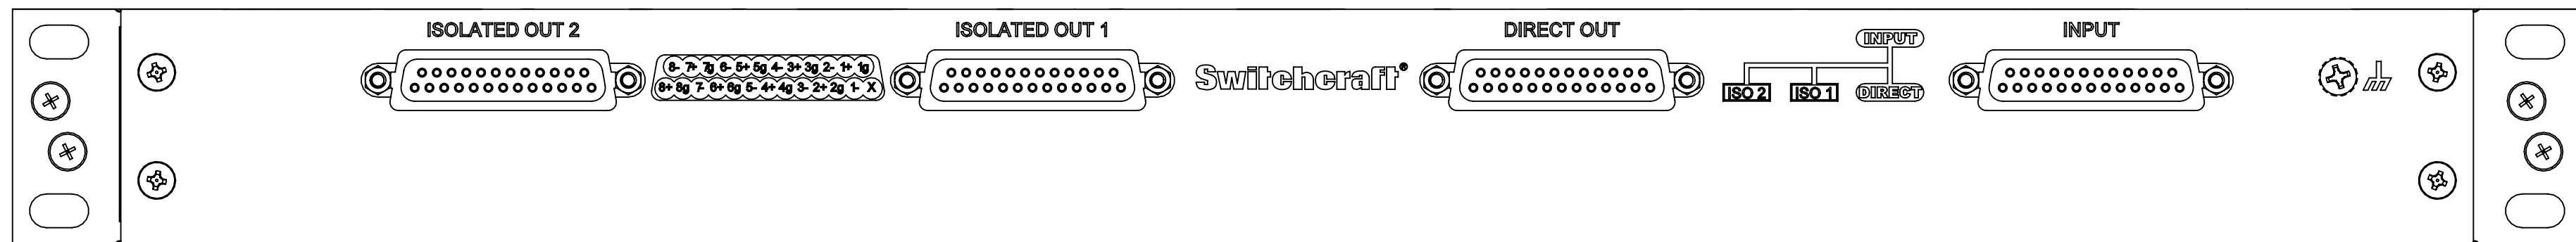 ISOLATED OUT 2
8- 7+ 7g 6- 5+ 5g 4- 3+ 3g 2- 1+ 1g
8+ 8g 7- 6+ 6g 5- 4+ 4g 3- 2+ 2g 1- X
ISOLATED OUT 1
Switchcraft®
DIRECT OUT
INPUT
ISO 2 ISO 1 DIRECT
INPUT